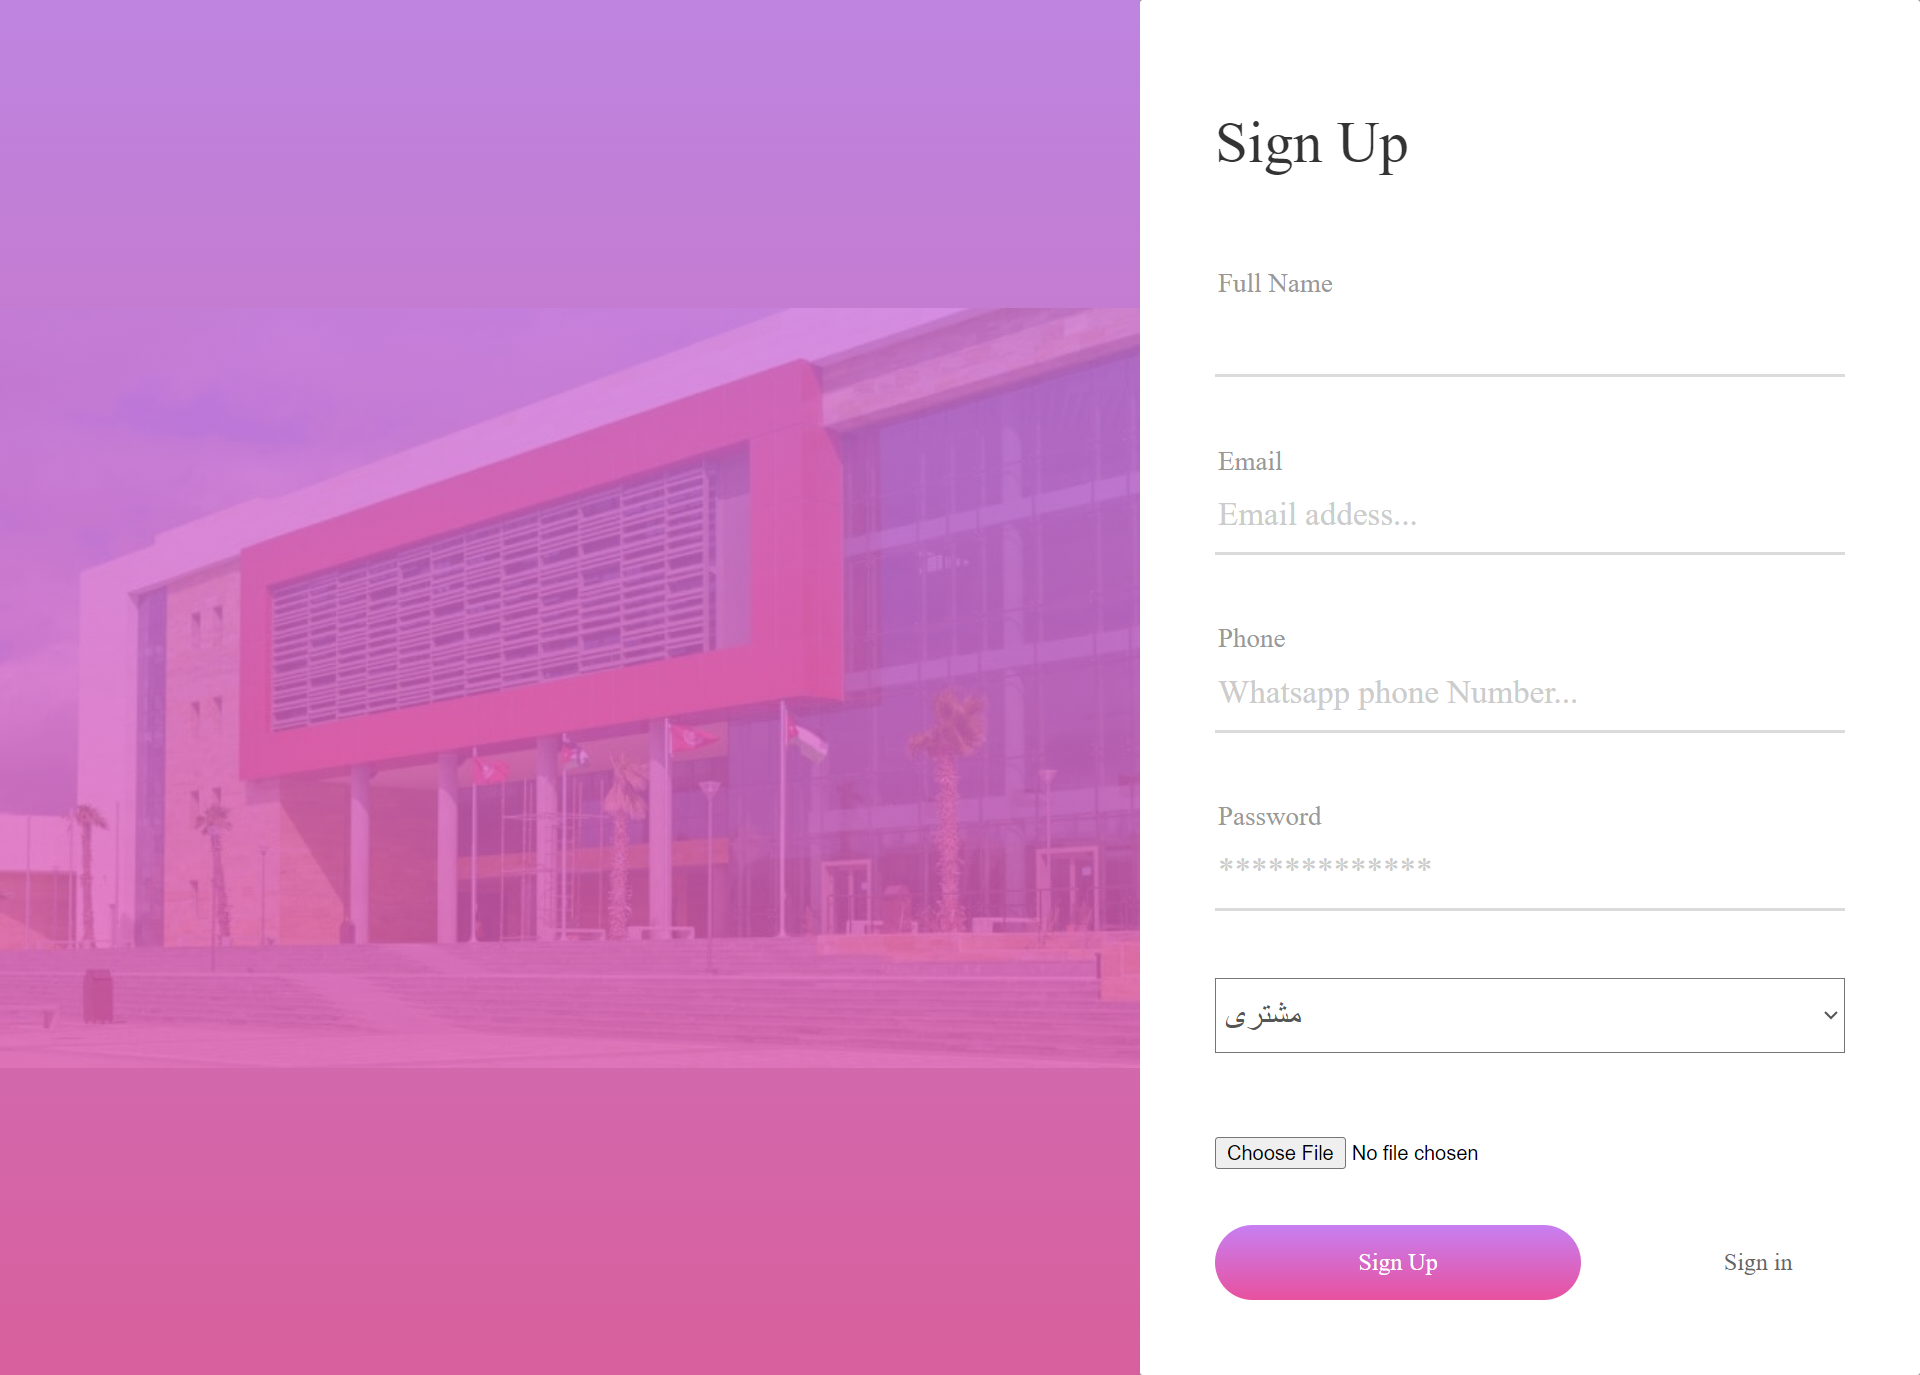 Sign Up
Full Name
Email
Email addess...
Phone
Whatsapp phone Number...
Password
*************
مشترى
Choose File No file chosen
Sign Up
Sign in